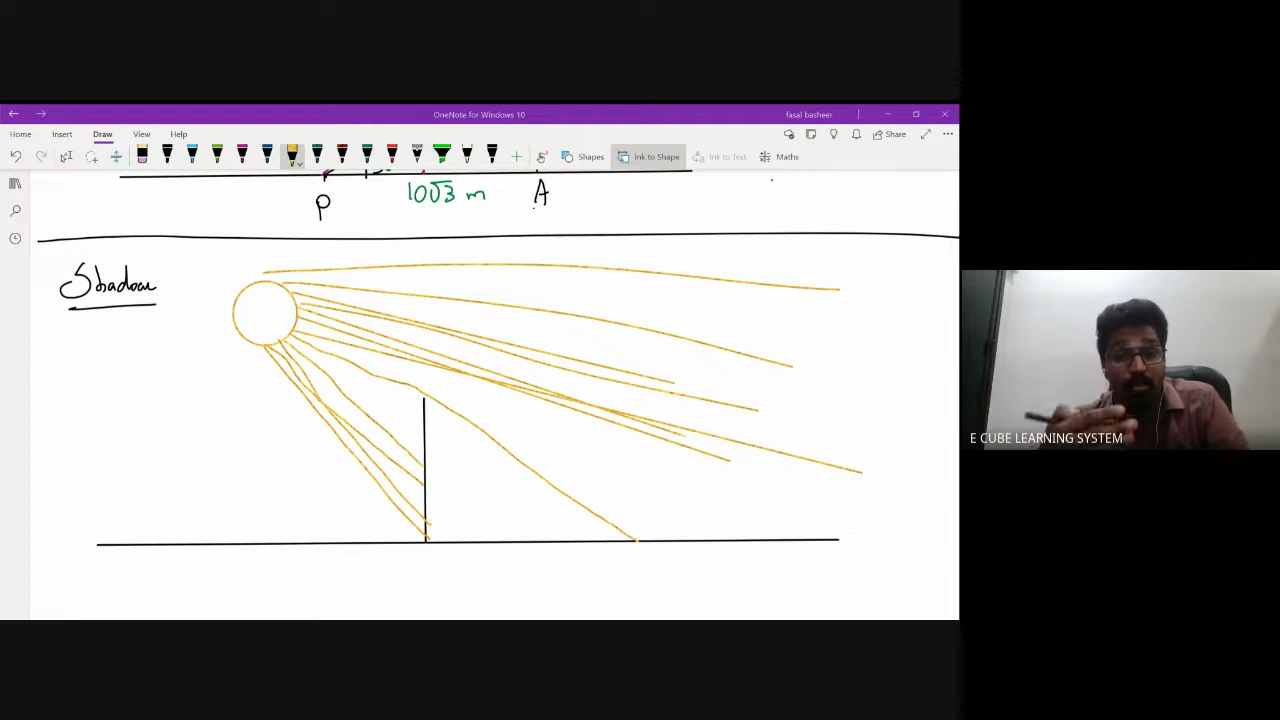 OneNote for Windows 10
fasal basheer
Home Insert Draw View Help
Share
Shapes
Ink to Shape
Ink to Text
Maths
10√3 m
P
A
Shadow
E CUBE LEARNING SYSTEM